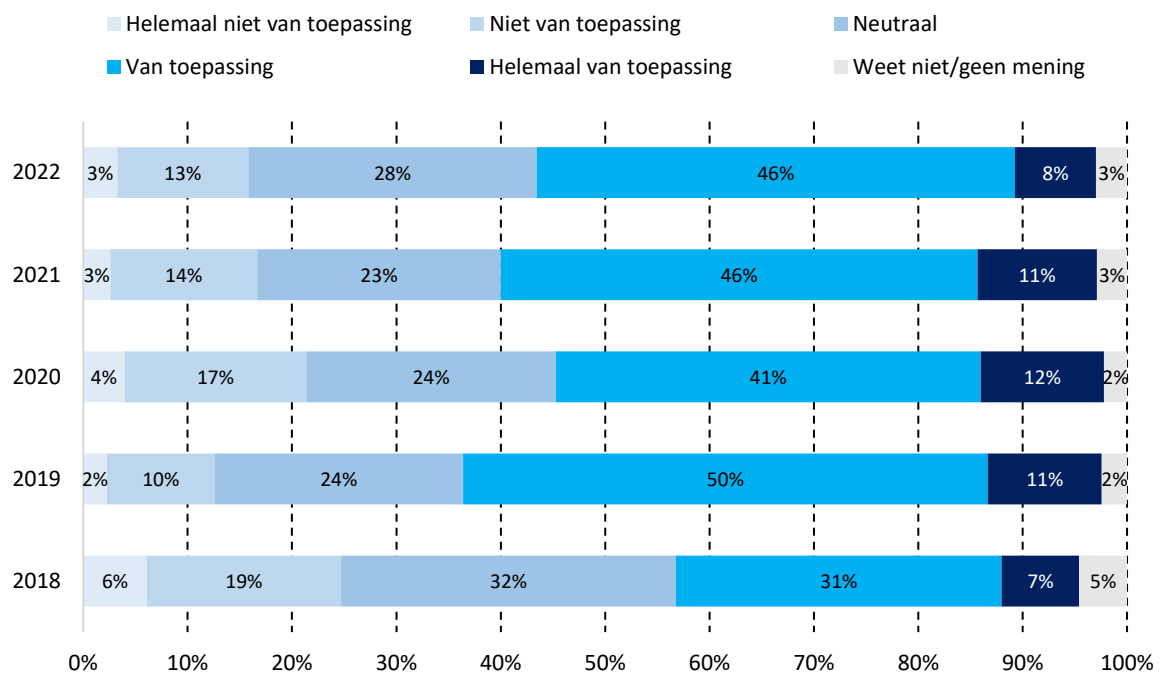 Helemaal niet van toepassing Niet van toepassing Neutraal
Van toepassing Helemaal van toepassing Weet niet/geen mening
2022 3% 13% 28% 46% 8% 3%
2021 3% 14% 23% 46% 11% 3%
2020 4% 17% 24% 41% 12% 2%
2019 2% 10% 24% 50% 11% 2%
2018 6% 19% 32% 31% 7% 5%
0% 10% 20% 30% 40% 50% 60% 70% 80% 90% 100%